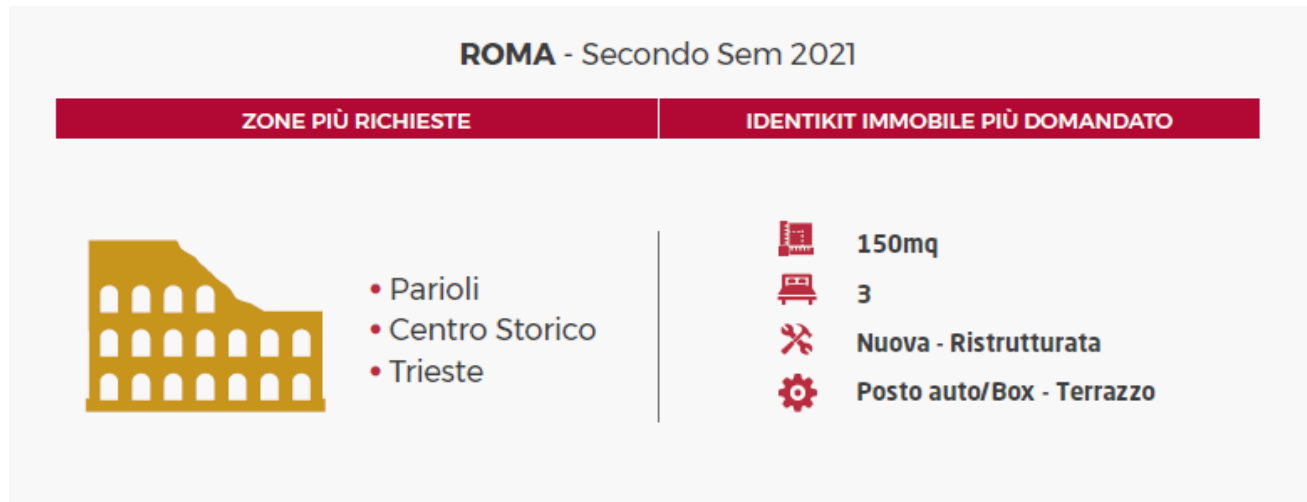 ROMA - Secondo Sem 2021
ZONE PIÙ RICHIESTE
IDENTIKIT IMMOBILE PIÙ DOMANDATO
• Parioli
• Centro Storico
• Trieste
150mq
3
Nuova - Ristrutturata
Posto auto/Box - Terrazzo